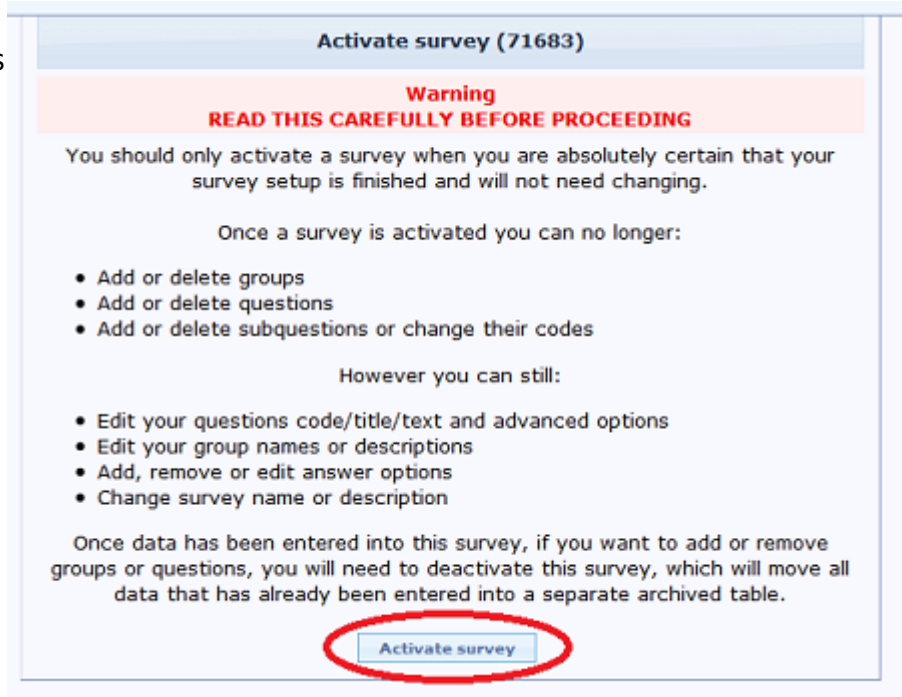 Activate survey (71683)
s
Warning
READ THIS CAREFULLY BEFORE PROCEEDING
You should only activate a survey when you are absolutely certain that your
survey setup is finished and will not need changing.
Once a survey is activated you can no longer:
• Add or delete groups
• Add or delete questions
• Add or delete subquestions or change their codes
However you can still:
• Edit your questions code/title/text and advanced options
• Edit your group names or descriptions
• Add, remove or edit answer options
• Change survey name or description
Once data has been entered into this survey, if you want to add or remove
groups or questions, you will need to deactivate this survey, which will move all
data that has already been entered into a separate archived table.
Activate survey